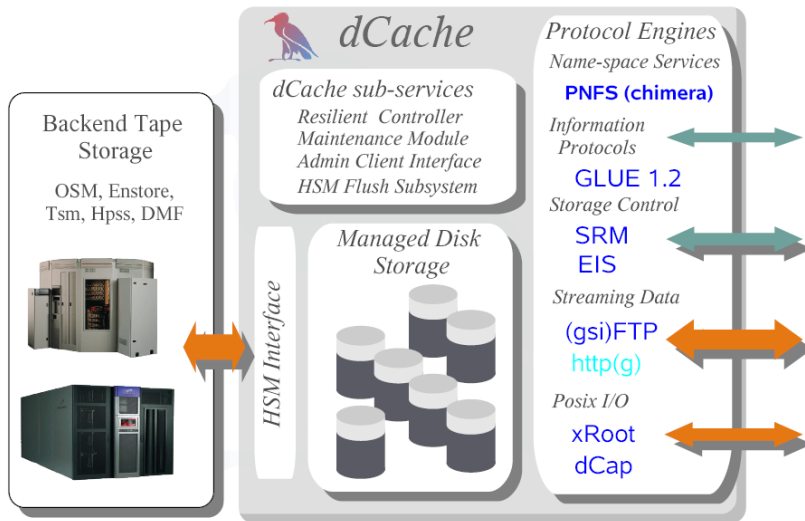 dCache
Backend Tape
Storage
OSM, Enstore,
Tsm, Hpss, DMF
dCache sub-services
Resilient Controller
Maintenance Module
Admin Client Interface
HSM Flush Subsystem
HSM Interface
Managed Disk
Storage
Protocol Engines
Name-space Services
PNFS (chimera)
Information
Protocols
GLUE 1.2
Storage Control
SRM
EIS
Streaming Data
(gsi)FTP
http(g)
Posix I/O
xRoot
dCap